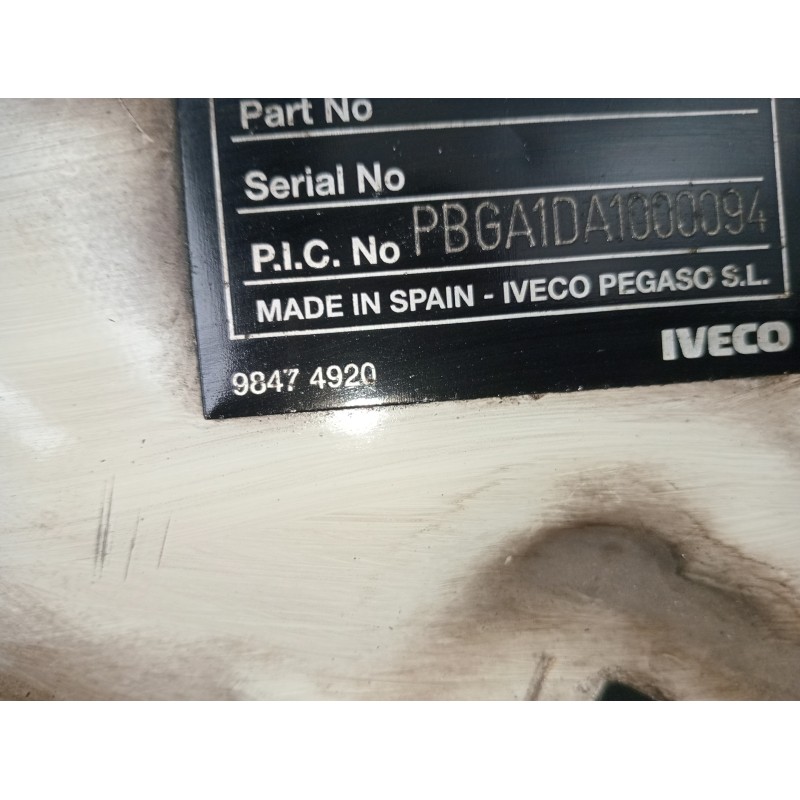 Part No
Serial No
P.I.C. No PBGA1DA1000094
MADE IN SPAIN - IVECO PEGASO S.L.
IVECO
9847 4920